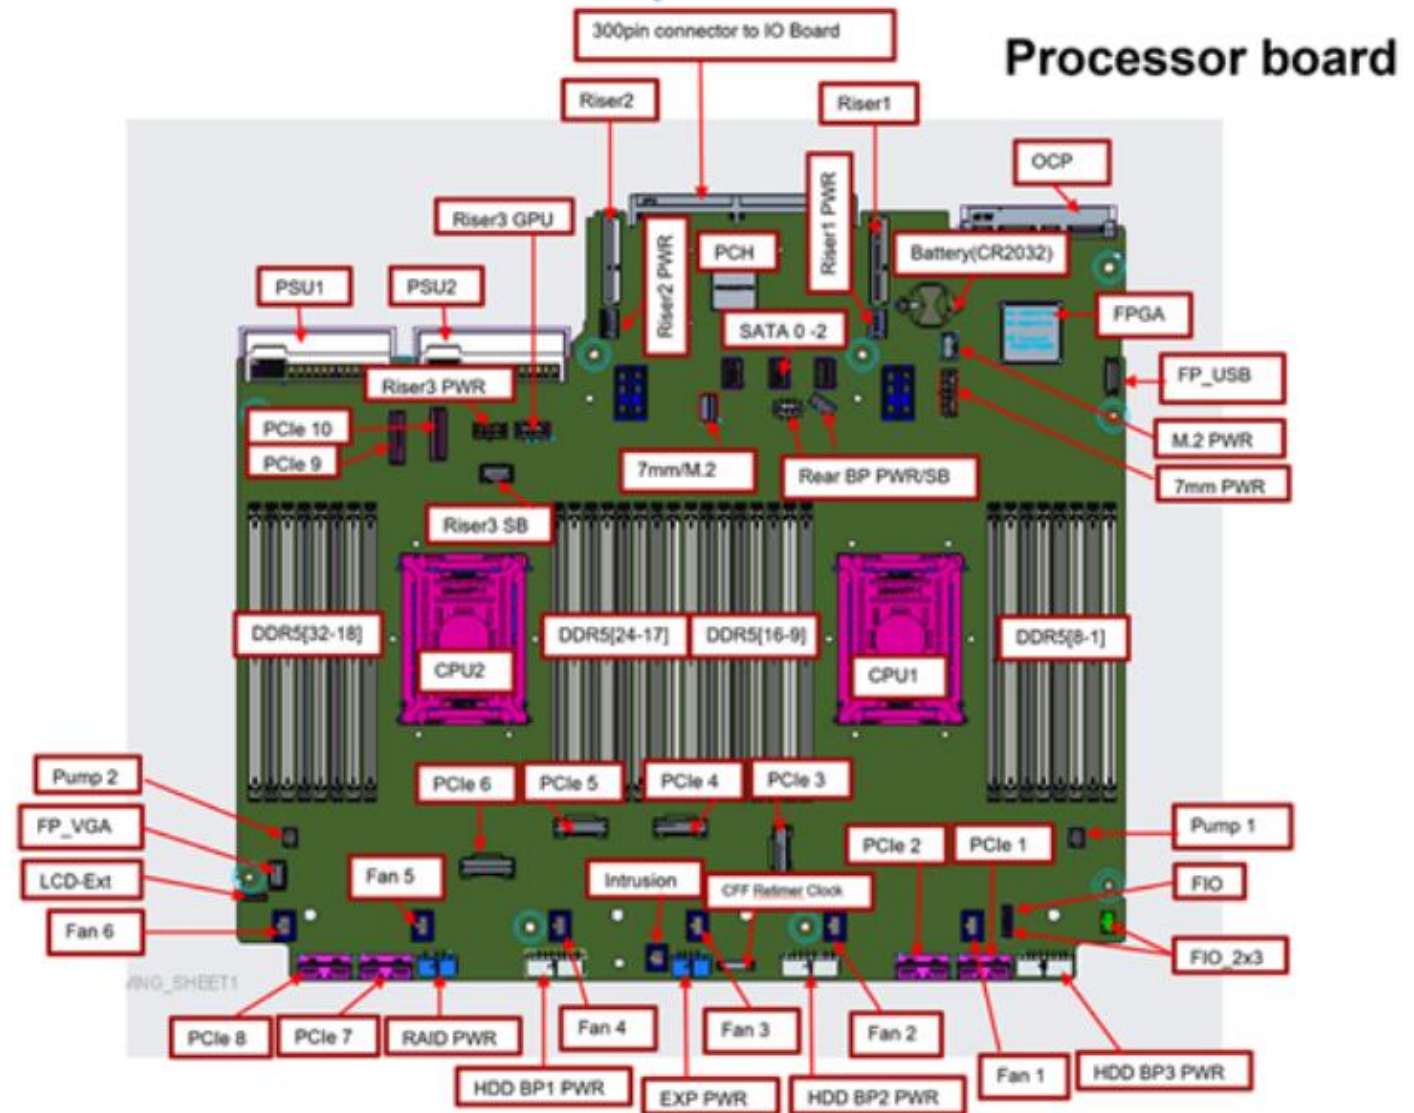 300pin connector to IO Board
Processor board
Riser2
Riser1
OCP
Riser3 GPU
Riser2 PWR
PCH
Riser1 PWR
Battery(CR2032)
PSU1
PSU2
SATA 0 -2
FPGA
Riser3 PWR
FP_USB
PCIe 10
PCIe 9
M.2 PWR
7mm/M.2
Rear BP PWR/SB
7mm PWR
Riser3 SB
DDR5[32-18]
DDR5[24-17]
DDR5[16-9]
DDR5[8-1]
CPU2
CPU1
Pump 2
PCIe 6
PCIe 5
PCIe 4
PCIe 3
FP_VGA
Pump 1
PCIe 2
PCIe 1
LCD-Ext
Fan 5
Intrusion
CFF Retimer Clock
FIO
Fan 6
FIO_2x3
PCIe 8
PCIe 7
RAID PWR
Fan 4
Fan 3
Fan 2
HDD BP1 PWR
EXP PWR
HDD BP2 PWR
Fan 1
HDD BP3 PWR